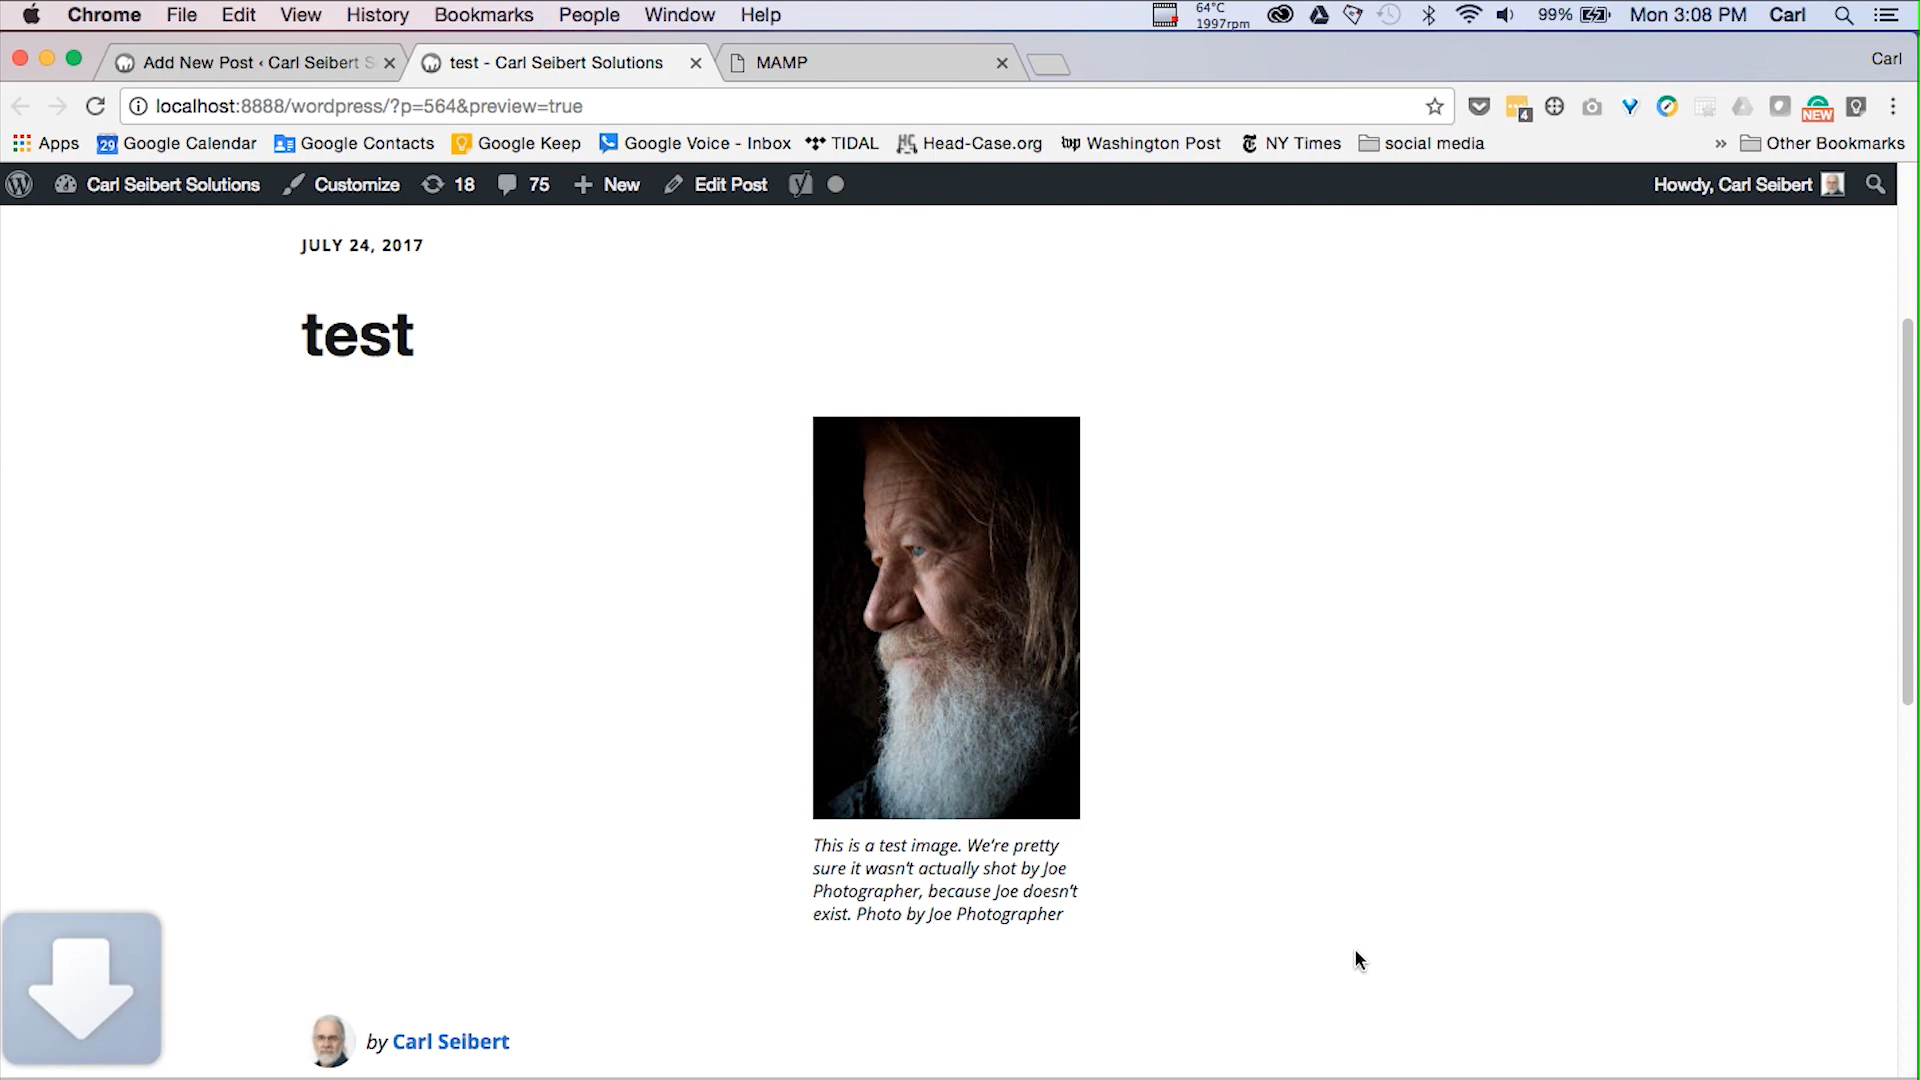 Chrome File Edit View History Bookmarks People Window Help 64°C 1997rpm 99% Mon 3:08 PM Carl
Add New Post ‹ Carl Seibert S test - Carl Seibert Solutions MAMP Carl
localhost:8888/wordpress/?p=564&preview=true 4 NEW
Apps 29 Google Calendar Google Contacts Google Keep Google Voice - Inbox TIDAL Head-Case.org wp Washington Post NY Times social media » Other Bookmarks
Carl Seibert Solutions Customize 18 75 New Edit Post Howdy, Carl Seibert
JULY 24, 2017
test
This is a test image. We're pretty
sure it wasn't actually shot by Joe
Photographer, because Joe doesn't
exist. Photo by Joe Photographer
by Carl Seibert